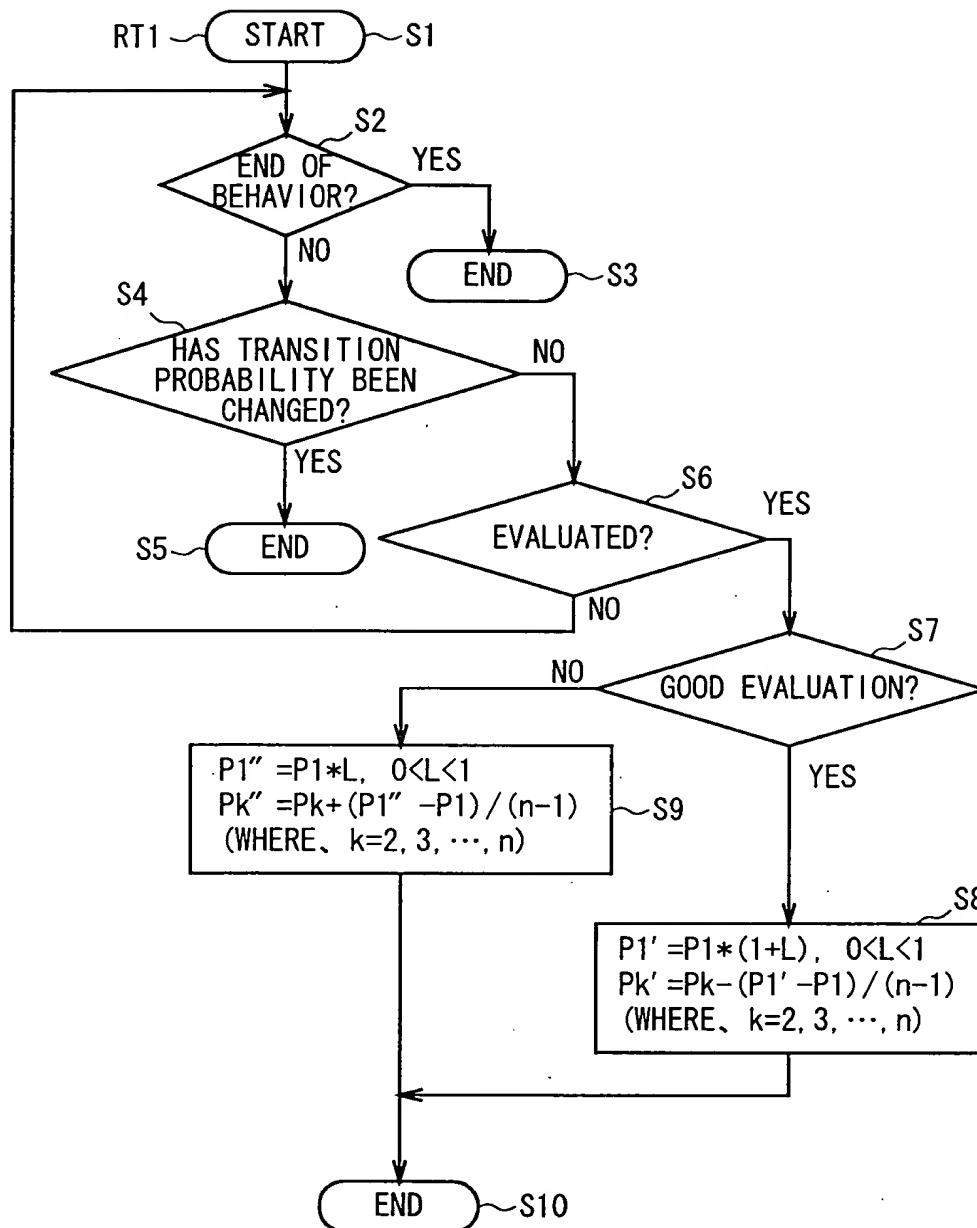 RT1
START
S1
S2
END OF
BEHAVIOR?
YES
NO
END
S3
S4
HAS TRANSITION
PROBABILITY BEEN
CHANGED?
NO
YES
S5
END
S6
EVALUATED?
YES
NO
S7
GOOD EVALUATION?
NO
YES
P1″ =P1*L, 0<L<1
Pk″ =Pk+(P1″ -P1)/(n-1)
(WHERE、k=2, 3, ⋯, n)
S9
S8
P1′ =P1*(1+L), 0<L<1
Pk′ =Pk-(P1′ -P1)/(n-1)
(WHERE、k=2, 3, ⋯, n)
END
S10